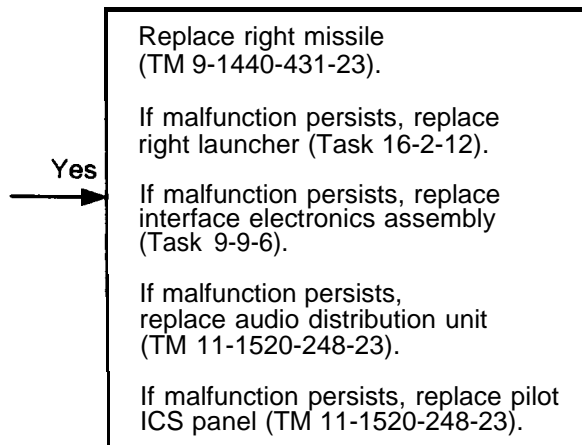 Replace right missile
(TM 9-1440-431-23).
If malfunction persists, replace
right launcher (Task 16-2-12).
Yes
If malfunction persists, replace
interface electronics assembly
(Task 9-9-6).
If malfunction persists,
replace audio distribution unit
(TM 11-1520-248-23).
If malfunction persists, replace pilot
ICS panel (TM 11-1520-248-23).